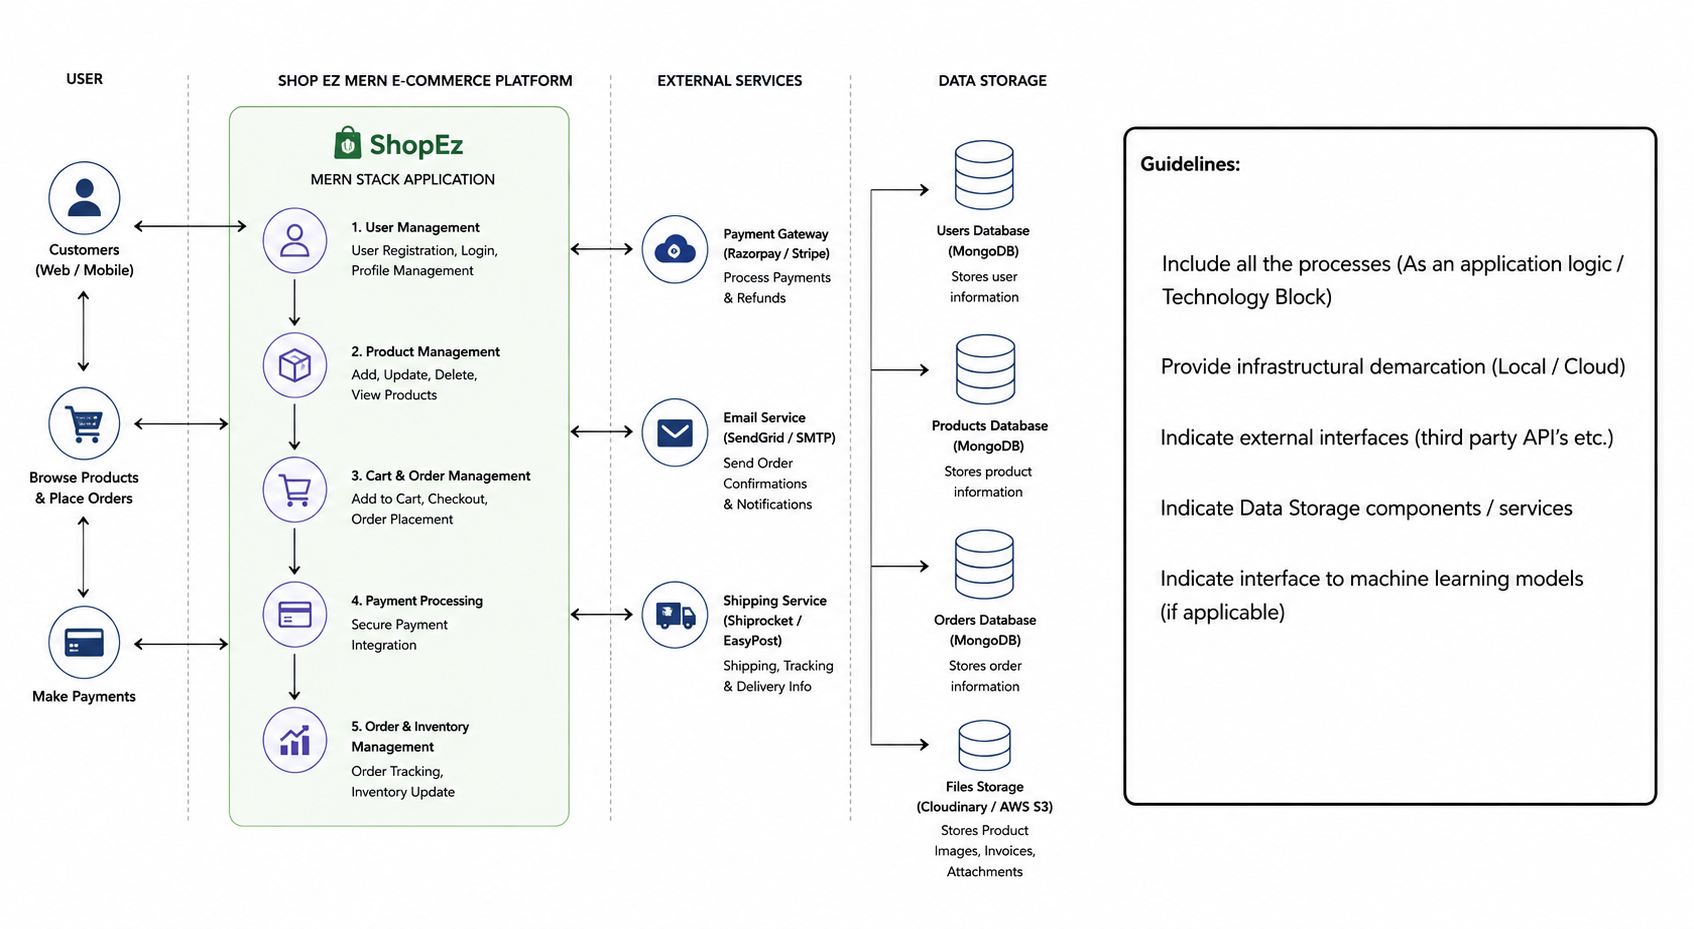 USER
Customers
(Web / Mobile)
Browse Products
& Place Orders
Make Payments
SHOP EZ MERN E-COMMERCE PLATFORM
ShopEz
MERN STACK APPLICATION
1. User Management
User Registration, Login,
Profile Management
2. Product Management
Add, Update, Delete,
View Products
3. Cart & Order Management
Add to Cart, Checkout,
Order Placement
4. Payment Processing
Secure Payment
Integration
5. Order & Inventory
Management
Order Tracking,
Inventory Update
EXTERNAL SERVICES
Payment Gateway
(Razorpay / Stripe)
Process Payments
& Refunds
Email Service
(SendGrid / SMTP)
Send Order
Confirmations
& Notifications
Shipping Service
(Shiprocket /
EasyPost)
Shipping, Tracking
& Delivery Info
DATA STORAGE
Users Database
(MongoDB)
Stores user
information
Products Database
(MongoDB)
Stores product
information
Orders Database
(MongoDB)
Stores order
information
Files Storage
(Cloudinary / AWS S3)
Stores Product
Images, Invoices,
Attachments
Guidelines:
Include all the processes (As an application logic /
Technology Block)
Provide infrastructural demarcation (Local / Cloud)
Indicate external interfaces (third party API's etc.)
Indicate Data Storage components / services
Indicate interface to machine learning models
(if applicable)